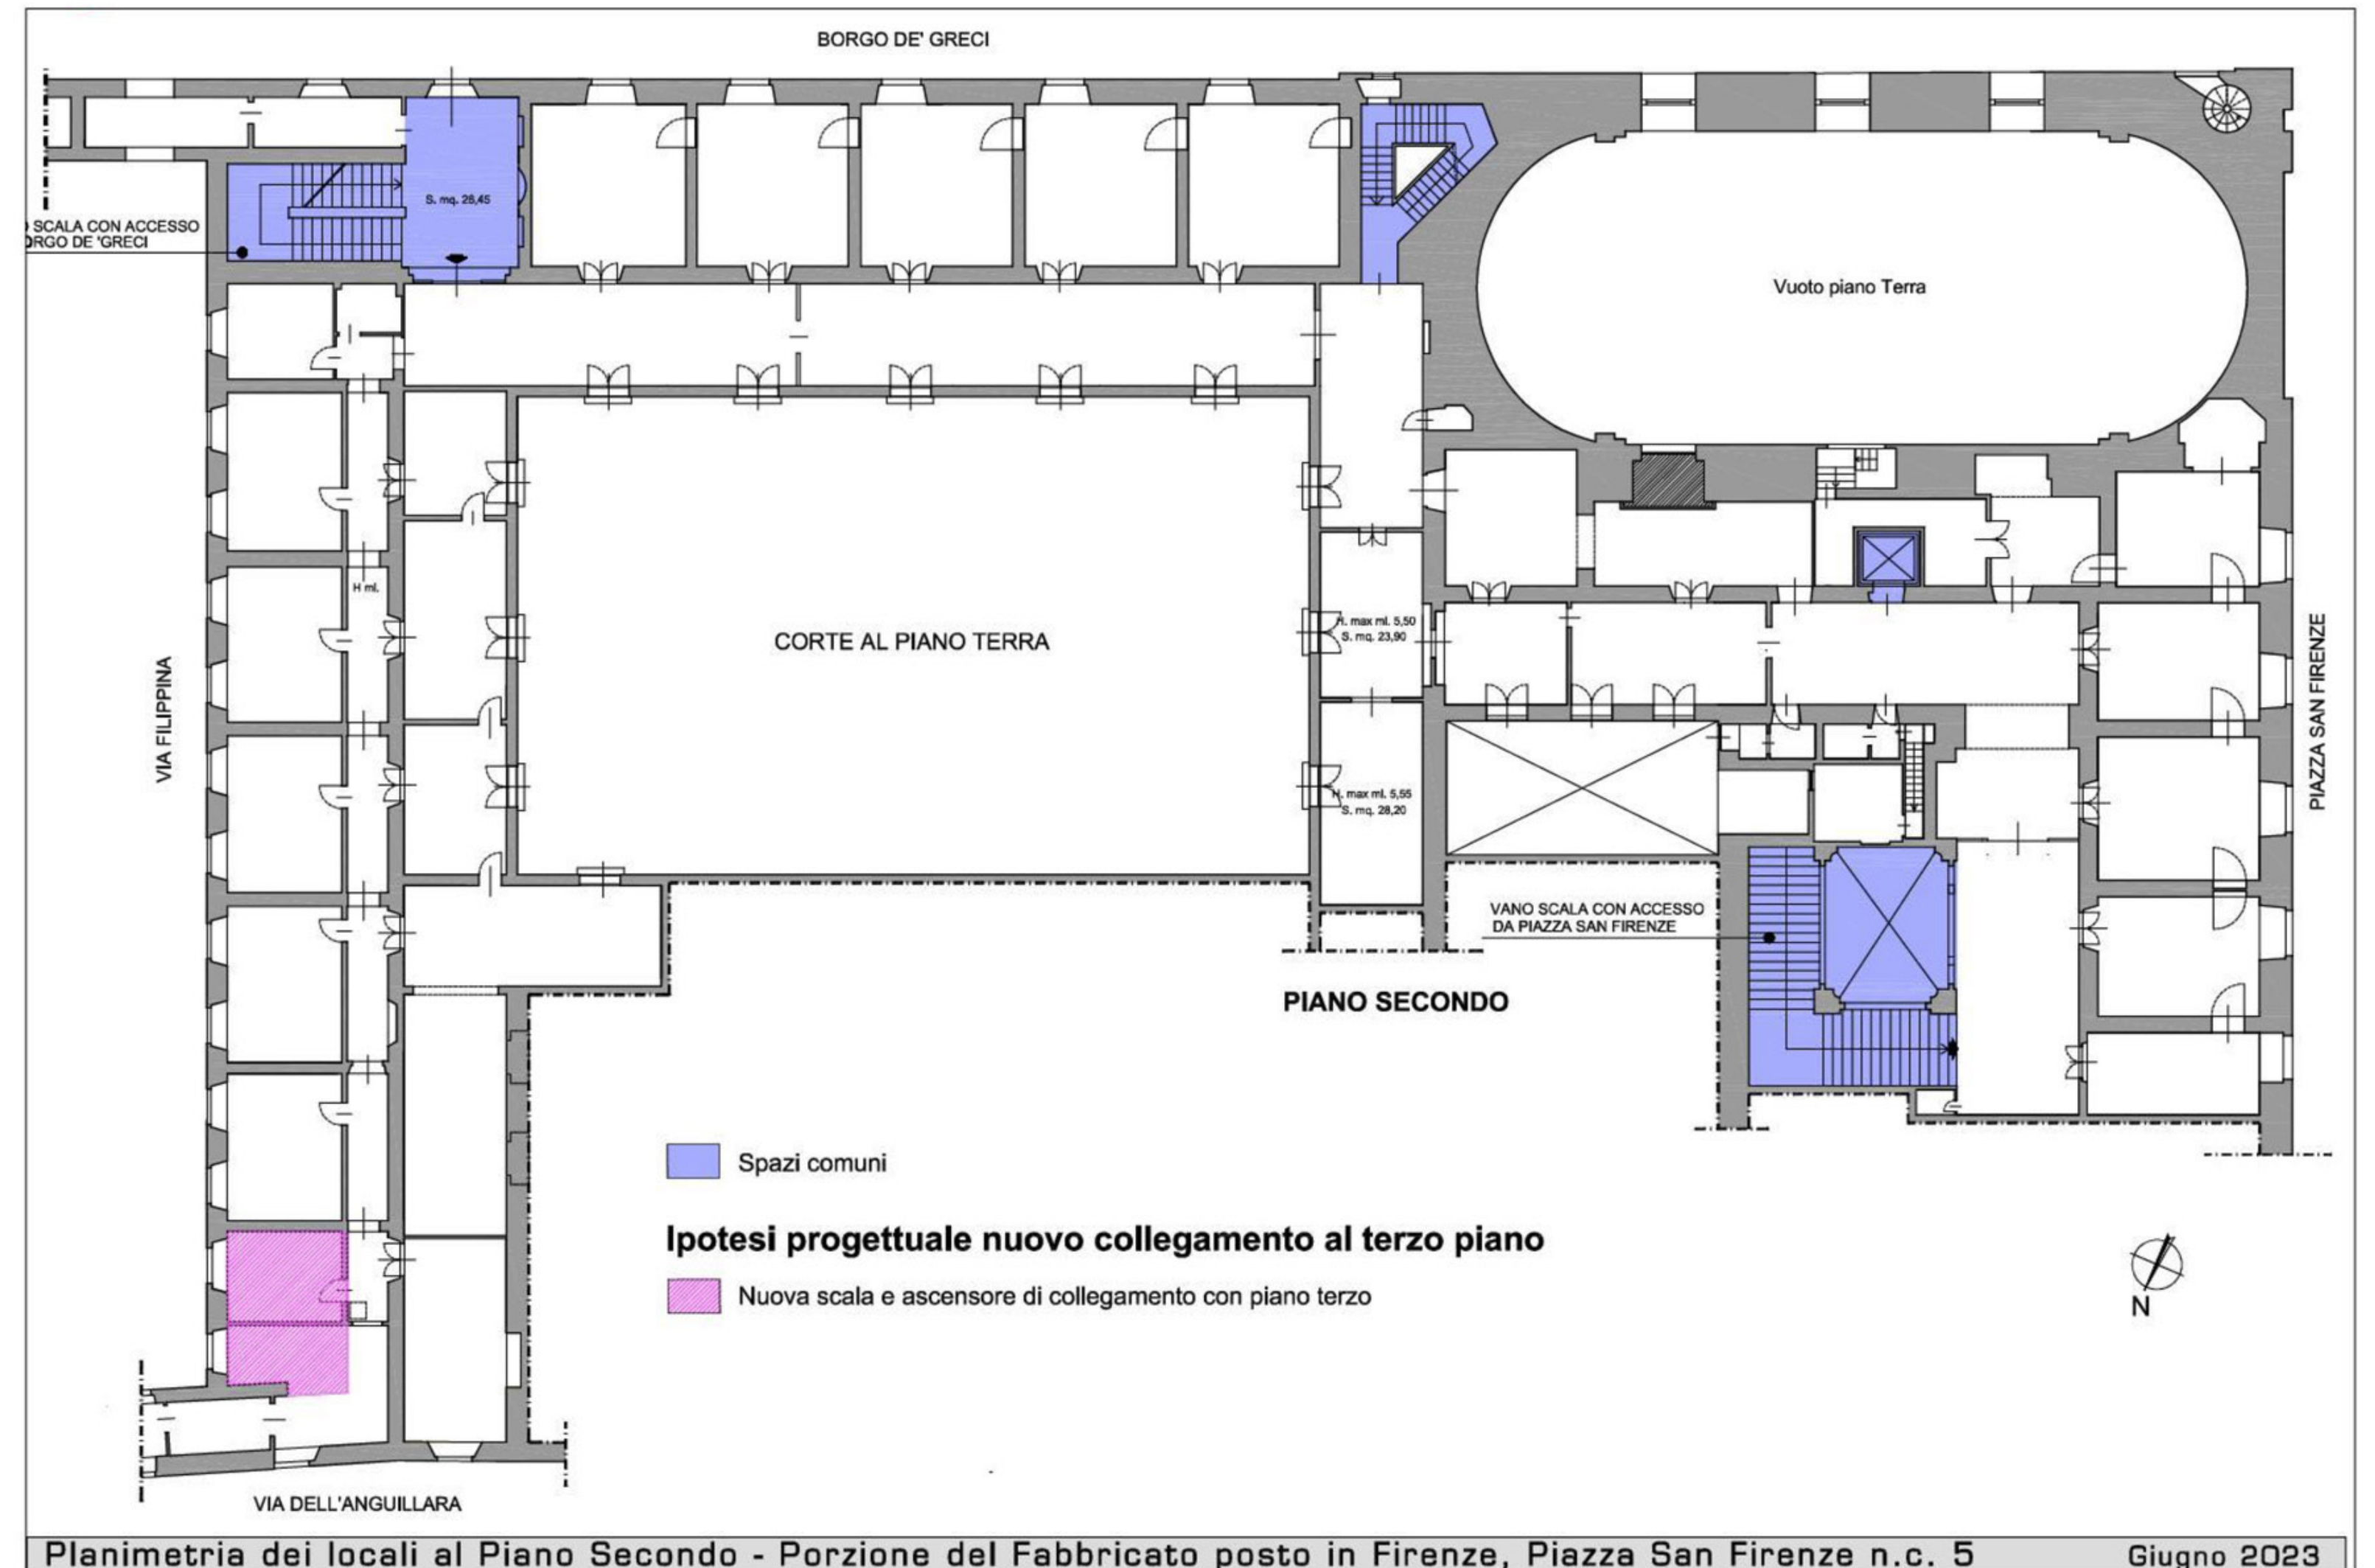 BORGO DE' GRECI
S. mq. 28,45
SCALA CON ACCESSO
ORGO DE 'GRECI
Vuoto piano Terra
H ml.
CORTE AL PIANO TERRA
H. max ml. 5,50
S. mq. 23,90
VIA FILIPPINA
PIAZZA SAN FIRENZE
H. max ml. 5,55
S. mq. 28,20
VANO SCALA CON ACCESSO
DA PIAZZA SAN FIRENZE
PIANO SECONDO
Spazi comuni
Ipotesi progettuale nuovo collegamento al terzo piano
Nuova scala e ascensore di collegamento con piano terzo
N
VIA DELL'ANGUILLARA
Planimetria dei locali al Piano Secondo - Porzione del Fabbricato posto in Firenze, Piazza San Firenze n.c. 5 Giugno 2023